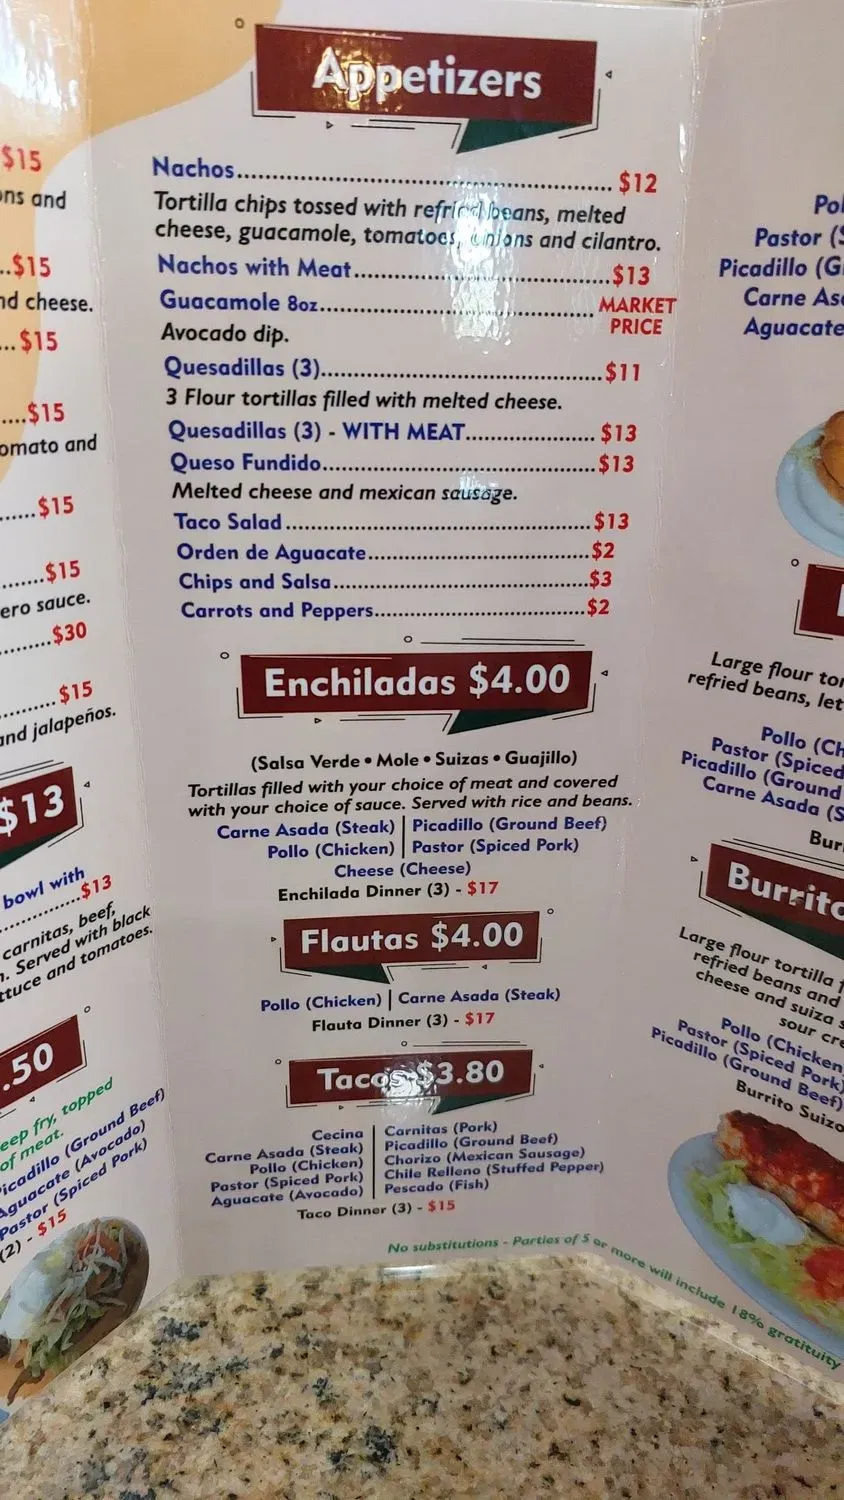 $15
ons and
..$15
nd cheese.
...$15
....$15
omato and
......$15
.......$15
ero sauce.
.........$30
..........$15
and jalapeños.
$13
bowl with
..............$13
carnitas, beef,
Served with black
ttuce and tomatoes.
.50
eep fry, topped
of meat.
icadillo (Ground Beef)
Aguacate (Avocado)
Pastor (Spiced Pork)
(2) - $15
Appetizers
Nachos.......................................................... $12
Tortilla chips tossed with refried beans, melted
cheese, guacamole, tomatoes, onions and cilantro.
Nachos with Meat.......................................$13
Guacamole 8oz........................................... MARKET
PRICE
Avocado dip.
Quesadillas (3)............................................$11
3 Flour tortillas filled with melted cheese.
Quesadillas (3) - WITH MEAT.................... $13
Queso Fundido...........................................$13
Melted cheese and mexican sausage.
Taco Salad................................................ $13
Orden de Aguacate...................................$2
Chips and Salsa........................................$3
Carrots and Peppers.................................$2
Enchiladas $4.00
(Salsa Verde • Mole • Suizas • Guajillo)
Tortillas filled with your choice of meat and covered
with your choice of sauce. Served with rice and beans.
Carne Asada (Steak) | Picadillo (Ground Beef)
Pollo (Chicken) | Pastor (Spiced Pork)
Cheese (Cheese)
Enchilada Dinner (3) - $17
Flautas $4.00
Pollo (Chicken) | Carne Asada (Steak)
Flauta Dinner (3) - $17
Tacos $3.80
Cecina | Carnitas (Pork)
Carne Asada (Steak) | Picadillo (Ground Beef)
Pollo (Chicken) | Chorizo (Mexican Sausage)
Pastor (Spiced Pork) | Chile Relleno (Stuffed Pepper)
Aguacate (Avocado) | Pescado (Fish)
Taco Dinner (3) - $15
No substitutions - Parties of 5 or more will include 18% gratituity
Pol
Pastor (S
Picadillo (G
Carne Asa
Aguacate
Large flour tor
refried beans, let
Pollo (Ch
Pastor (Spiced
Picadillo (Ground
Carne Asada (S
Burr
Burrito
Large flour tortilla f
refried beans and
cheese and suiza s
sour cre
Pollo (Chicken
Pastor (Spiced Pork)
Picadillo (Ground Beef)
Burrito Suizo